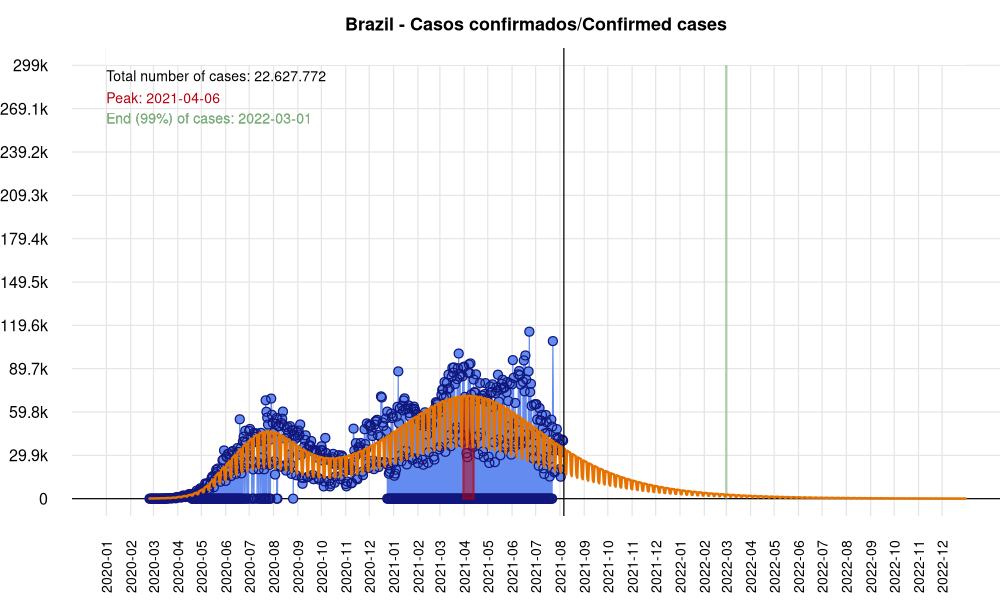 Brazil - Casos confirmados/Confirmed cases
299k
269.1k
239.2k
209.3k
179.4k
149.5k
119.6k
89.7k
59.8k
29.9k
0
Total number of cases: 22.627.772
Peak: 2021-04-06
End (99%) of cases: 2022-03-01
2020-01
2020-02
2020-03
2020-04
2020-05
2020-06
2020-07
2020-08
2020-09
2020-10
2020-11
2020-12
2021-01
2021-02
2021-03
2021-04
2021-05
2021-06
2021-07
2021-08
2021-09
2021-10
2021-11
2021-12
2022-01
2022-02
2022-03
2022-04
2022-05
2022-06
2022-07
2022-08
2022-09
2022-10
2022-11
2022-12